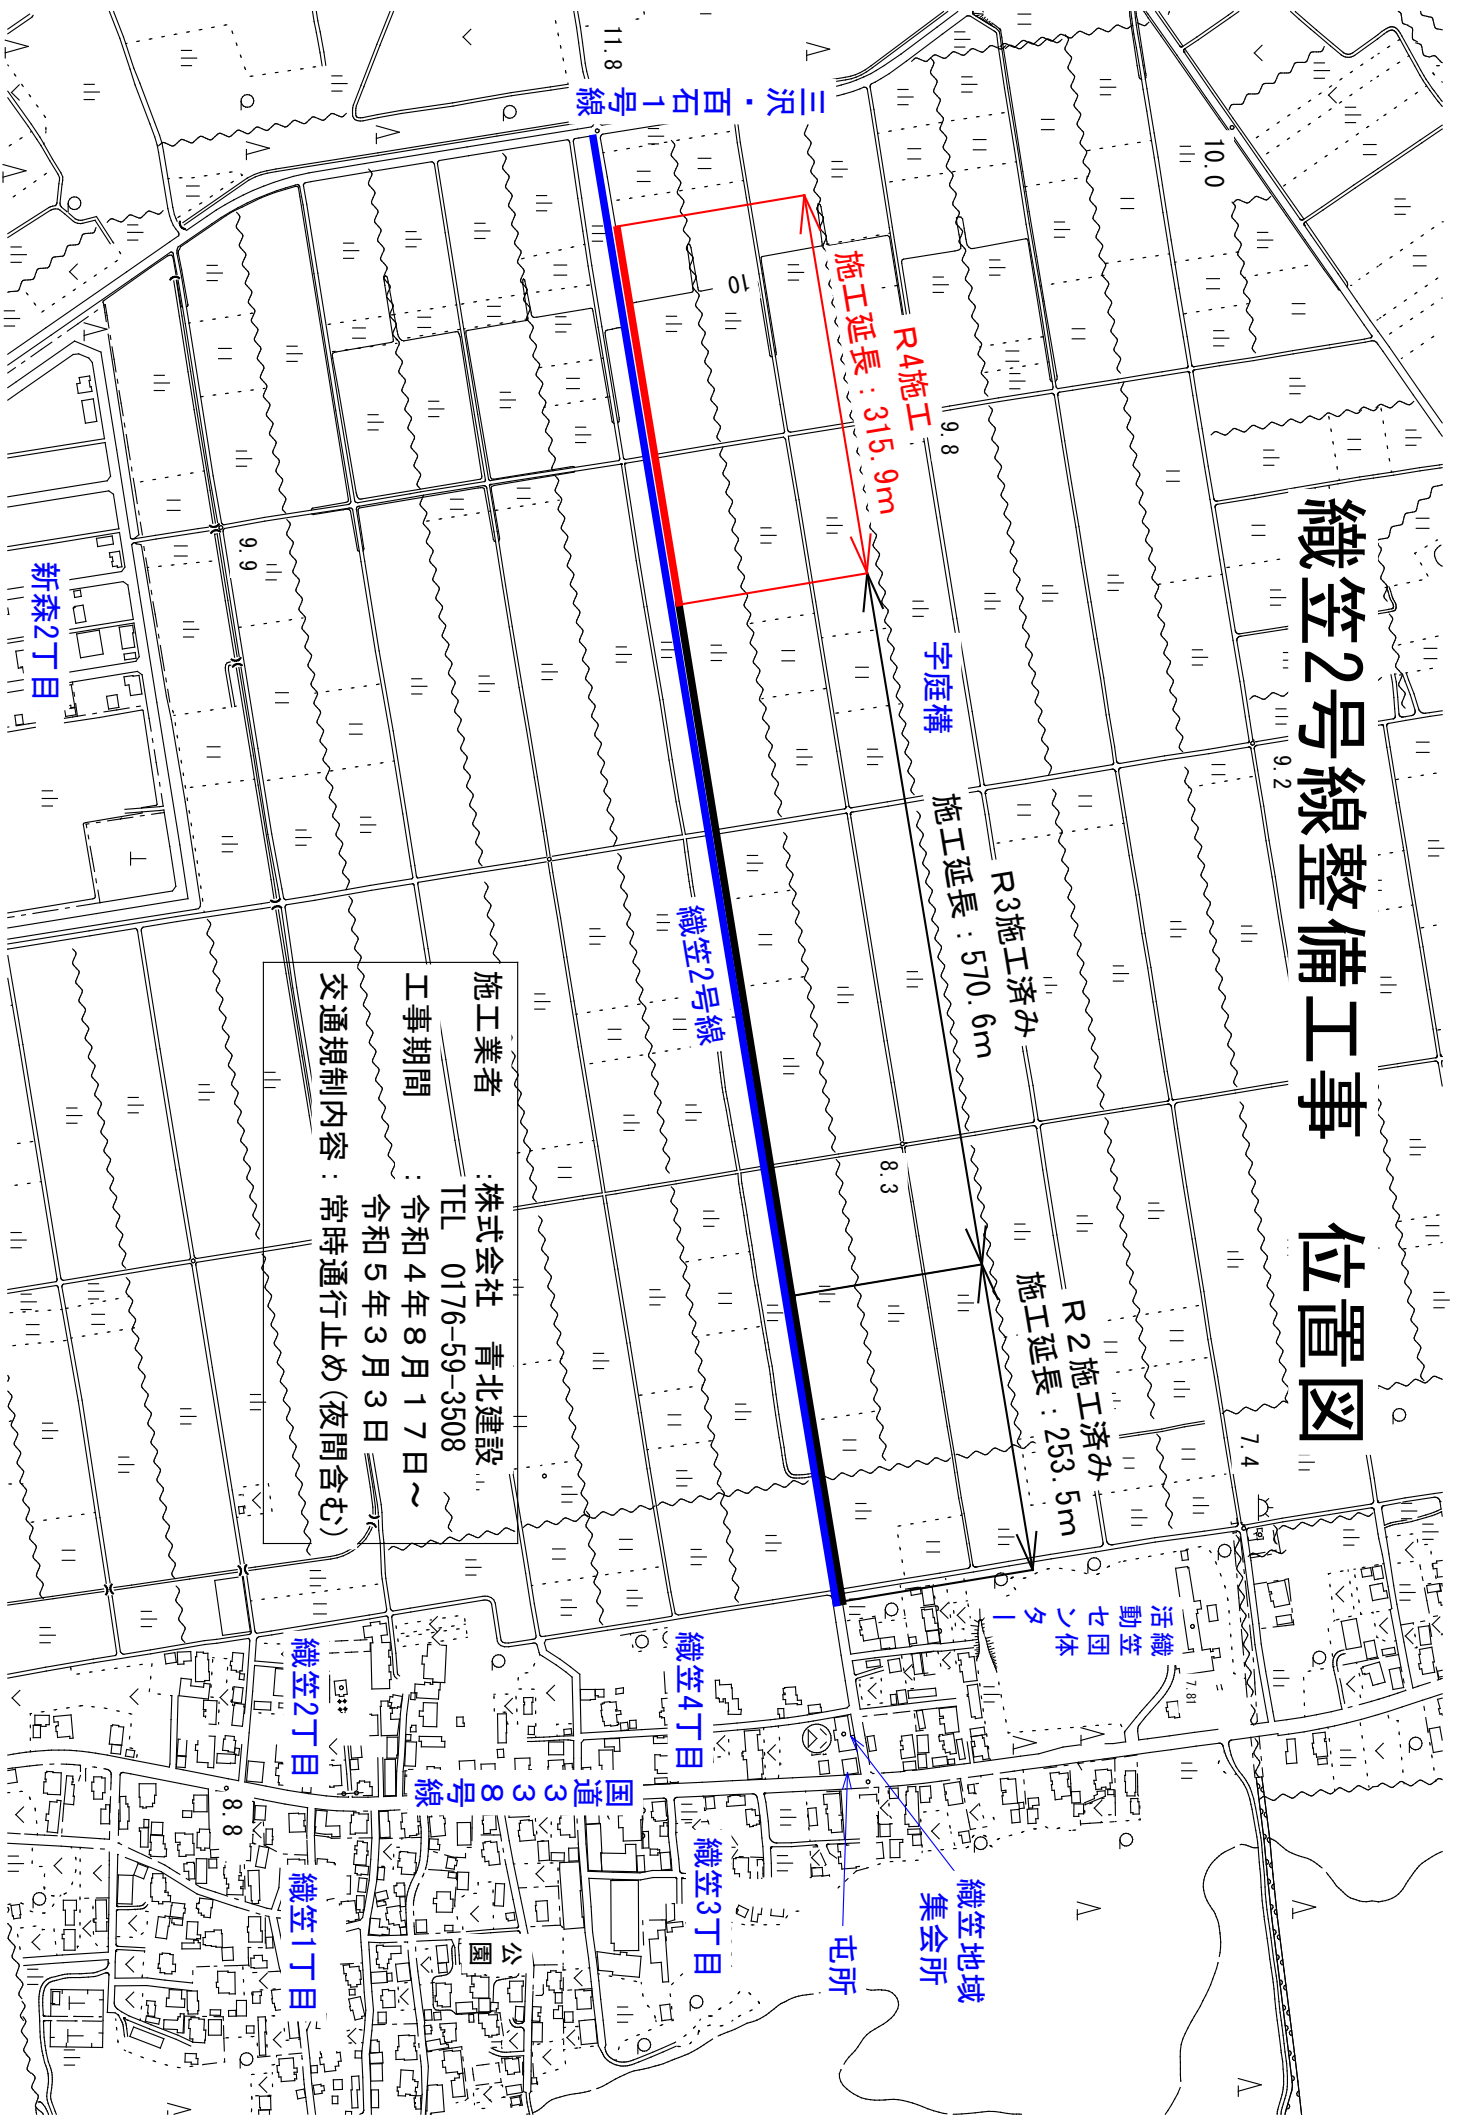 織笠2号線整備工事　位置図
10.0
11.8
三沢・百石1号線
10
R4施工
施工延長：315.9m
9.8
9.2
9.9
新森2丁目
字庭構
R3施工済み
施工延長：570.6m
織笠2号線
8.3
R２施工済み
施工延長：253.5m
7.4
施工業者　　：株式会社　青北建設
TEL　0176-59-3508
工事期間　　：令和４年８月１７日～
令和５年３月３日
交通規制内容：常時通行止め(夜間含む)
織笠団体
活動センター
7.81
織笠4丁目
織笠2丁目
国道３３８号線
8.8
織笠3丁目
織笠1丁目
公園
織笠地域
集会所
屯所